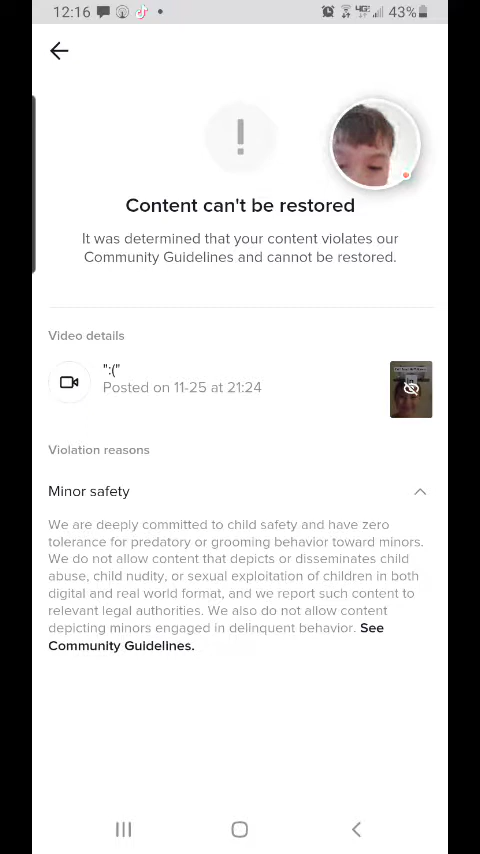 12:16
4G 43%
Content can't be restored
It was determined that your content violates our
Community Guidelines and cannot be restored.
Video details
":("
Posted on 11-25 at 21:24
Violation reasons
Minor safety
We are deeply committed to child safety and have zero
tolerance for predatory or grooming behavior toward minors.
We do not allow content that depicts or disseminates child
abuse, child nudity, or sexual exploitation of children in both
digital and real world format, and we report such content to
relevant legal authorities. We also do not allow content
depicting minors engaged in delinquent behavior. See
Community Guidelines.